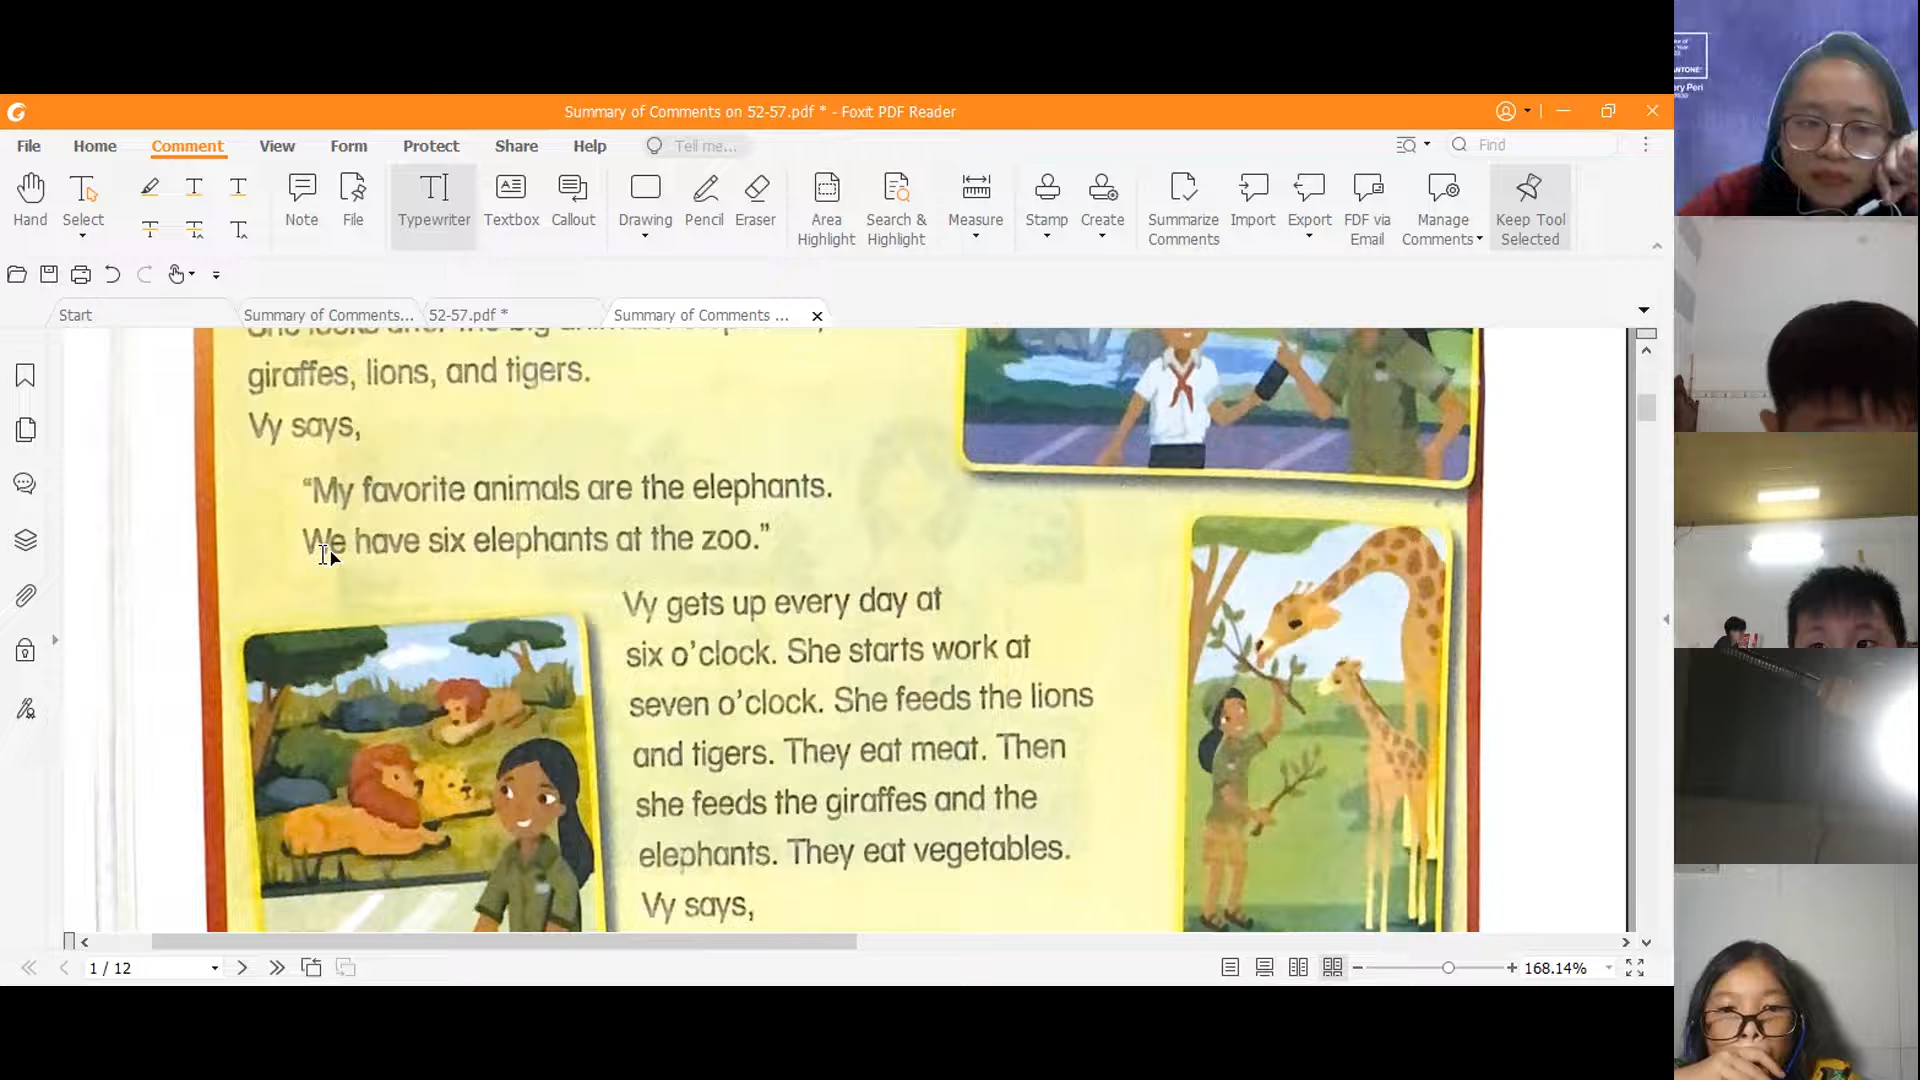 Summary of Comments on 52-57.pdf * - Foxit PDF Reader
File Home Comment View Form Protect Share Help Tell me... Find
Hand Select Note File Typewriter Textbox Callout Drawing Pencil Eraser Area Highlight Search & Highlight Measure Stamp Create Summarize Comments Import Export FDF via Email Manage Comments Keep Tool Selected
Start Summary of Comments... 52-57.pdf * Summary of Comments ...
giraffes, lions, and tigers.
Vy says,
“My favorite animals are the elephants.
We have six elephants at the zoo.”
Vy gets up every day at
six o’clock. She starts work at
seven o’clock. She feeds the lions
and tigers. They eat meat. Then
she feeds the giraffes and the
elephants. They eat vegetables.
Vy says,
1 / 12 168.14%